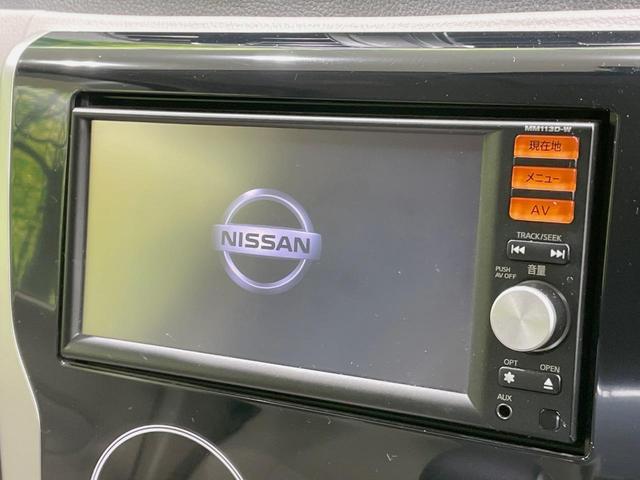 MM113D-W
現在地
メニュー
AV
TRACK/SEEK
PUSH
AV OFF
音量
OPT
OPEN
AUX
NISSAN